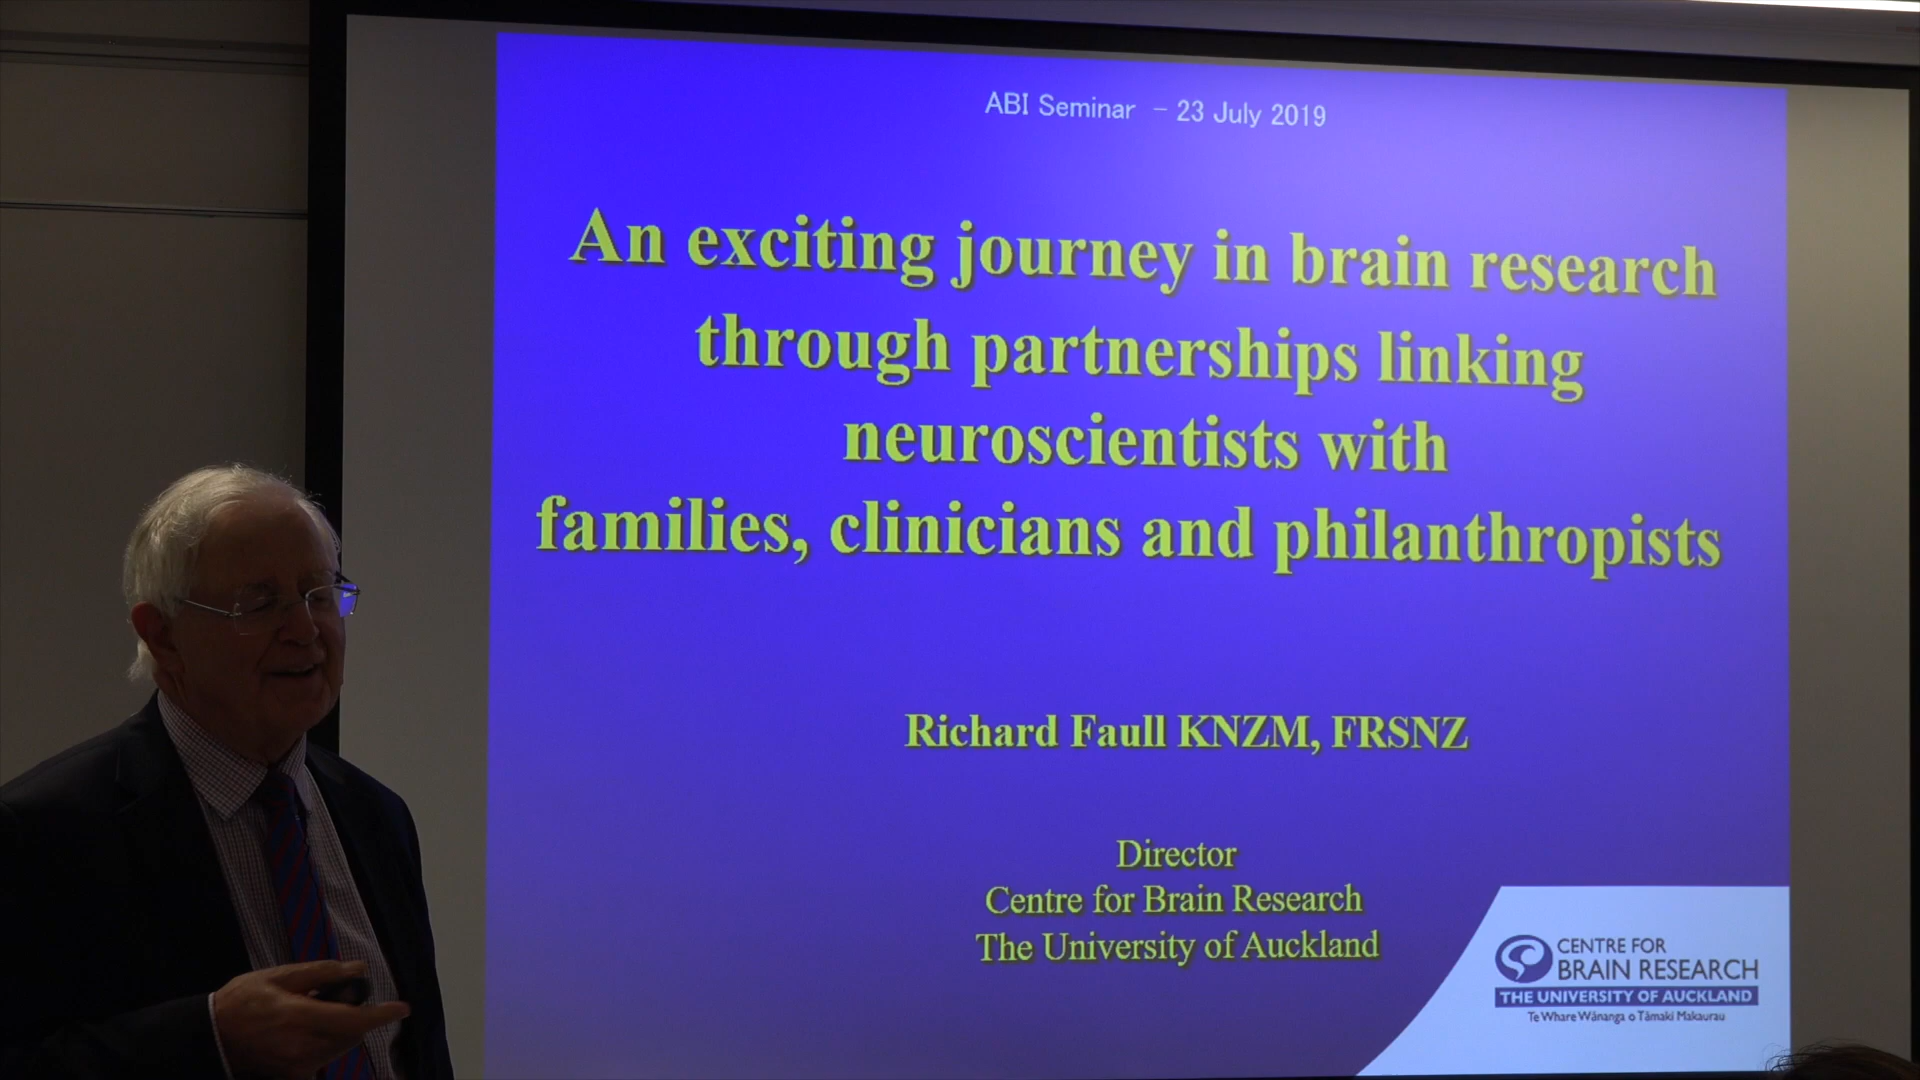 ABI Seminar – 23 July 2019
An exciting journey in brain research
through partnerships linking
neuroscientists with
families, clinicians and philanthropists
Richard Faull KNZM, FRSNZ
Director
Centre for Brain Research
The University of Auckland
CENTRE FOR
BRAIN RESEARCH
THE UNIVERSITY OF AUCKLAND
Te Whare Wānanga o Tāmaki Makaurau